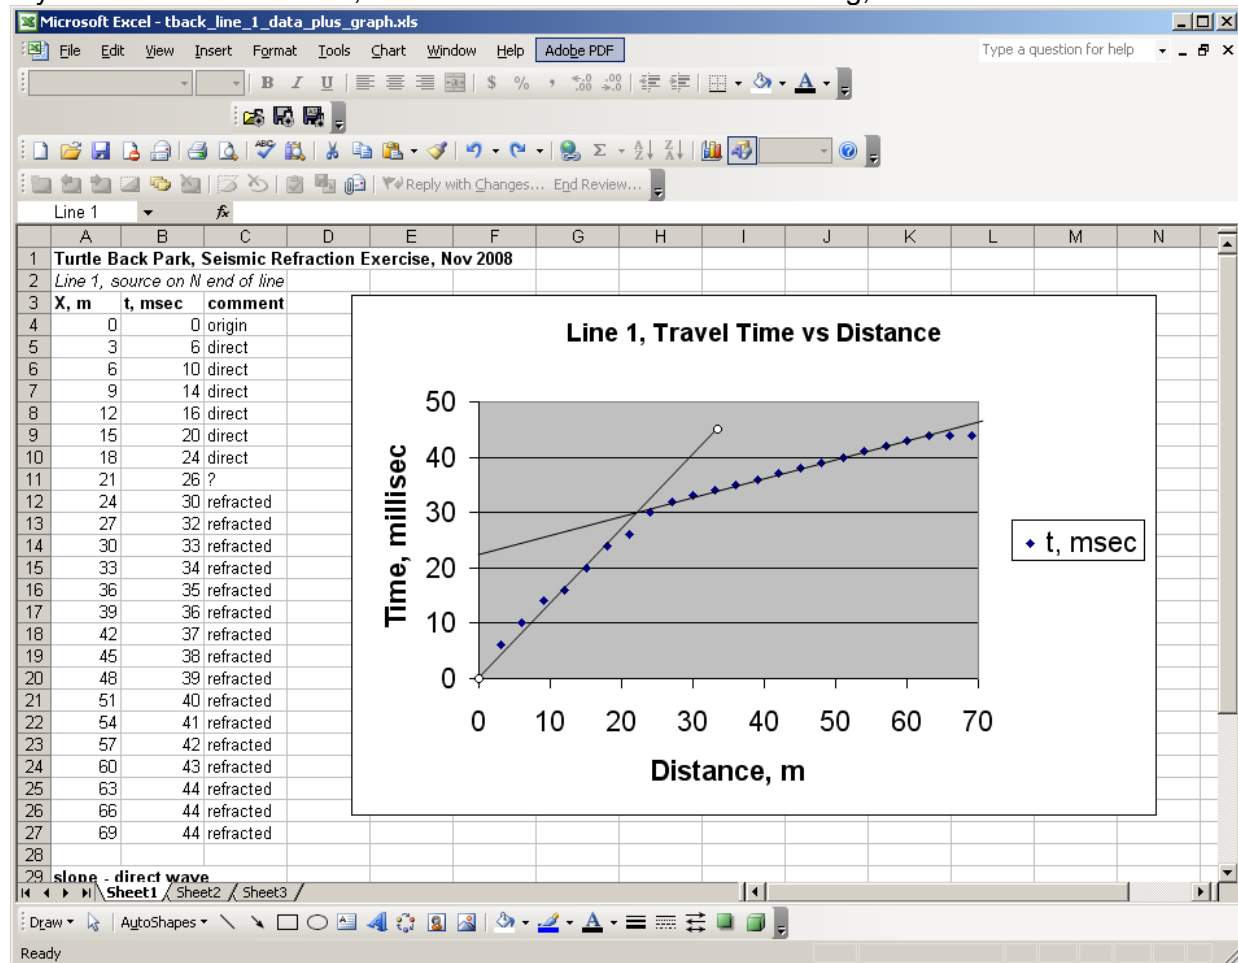 Microsoft Excel - tback_line_1_data_plus_graph.xls
File Edit View Insert Format Tools Chart Window Help Adobe PDF Type a question for help
Reply with Changes... End Review...
Line 1 fx
A B C D E F G H I J K L M N
1 Turtle Back Park, Seismic Refraction Exercise, Nov 2008
2 Line 1, source on N end of line
3 X, m t, msec comment
4 0 0 origin
5 3 6 direct
6 6 10 direct
7 9 14 direct
8 12 16 direct
9 15 20 direct
10 18 24 direct
11 21 26 ?
12 24 30 refracted
13 27 32 refracted
14 30 33 refracted
15 33 34 refracted
16 36 35 refracted
17 39 36 refracted
18 42 37 refracted
19 45 38 refracted
20 48 39 refracted
21 51 40 refracted
22 54 41 refracted
23 57 42 refracted
24 60 43 refracted
25 63 44 refracted
26 66 44 refracted
27 69 44 refracted
28
29 slope - direct wave
Line 1, Travel Time vs Distance
Time, millisec
50
40
30
20
10
0
0 10 20 30 40 50 60 70
Distance, m
t, msec
Sheet1 Sheet2 Sheet3
Draw AutoShapes
Ready